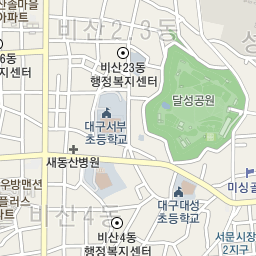 산솔마을
아파트
비산2,3동
성
6동
지센터
비산23동
행정복지센터
달성공원
대구서부
초등학교
새동산병원
우방맨션
플러스
파트
비산4동
대구대성
초등학교
미싱골
비산4동
행정복지센터
서문시장
2지구